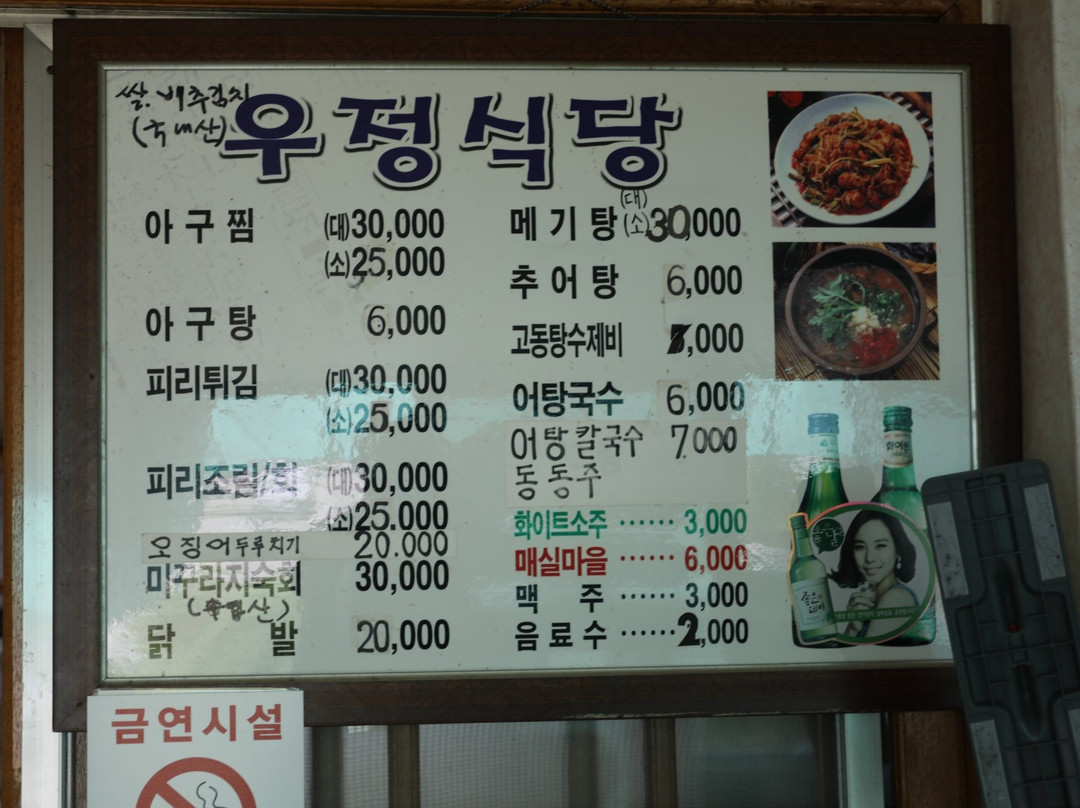 쌀. 배추김치
(국내산)
우정식당
아구찜 (대)30,000
(소)25,000
아구탕 6,000
피리튀김 (대)30,000
(소)25,000
피리조림/회 (대)30,000
(소)25.000
오징어두루치기 20.000
미꾸라지숙회 30,000
닭발 20,000
메기탕 (대)
(소)30,000
추어탕 6,000
고동탕수제비 ,000
어탕국수 6,000
어탕칼국수 7.000
동동주
화이트소주 ······ 3,000
매실마을 ······ 6,000
맥주 ······ 3,000
음료수 ······ 2,000
좋은데이
금연시설